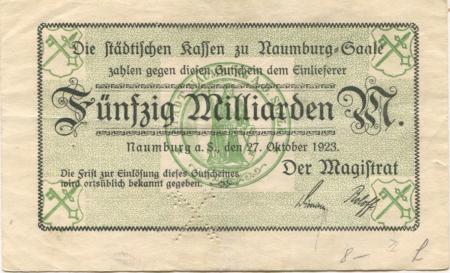 Die städtischen Kassen zu Naumburg-Saale
zahlen gegen diesen Gutschein dem Einlieferer
Fünfzig Milliarden M.
Naumburg a. S., den 27. Oktober 1923.
Die Frist zur Einlösung dieses Gutscheines
wird ortsüblich bekannt gegeben.
Der Magistrat
8-